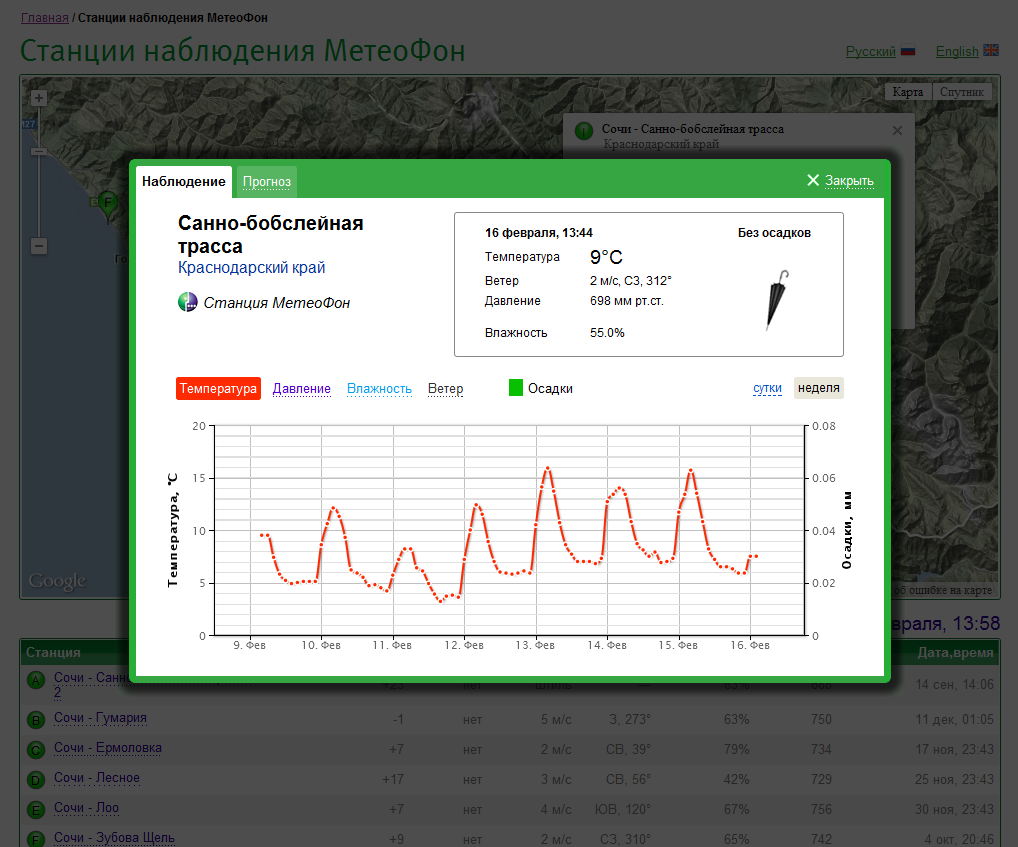 Главная / Станции наблюдения МетеоФон
Станции наблюдения МетеоФон
Русский
English
Карта
Спутник
Сочи - Санно-бобслейная трасса
Краснодарский край
+
127
F
−
Наблюдение
Прогноз
Закрыть
Санно-бобслейная
трасса
Краснодарский край
Станция МетеоФон
16 февраля, 13:44
Без осадков
Температура 9°C
Ветер 2 м/с, СЗ, 312°
Давление 698 мм рт.ст.
Влажность 55.0%
Температура Давление Влажность Ветер Осадки
сутки неделя
Температура, °C
20
15
10
5
0
9. Фев 10. Фев 11. Фев 12. Фев 13. Фев 14. Фев 15. Фев 16. Фев
0.08
0.06
0.04
0.02
0
Осадки, мм
Google
об ошибке на карте
13:58
Станция
Дата,время
A Сочи -
2
14 сен, 14:06
B Сочи - Гумария -1 нет 5 м/с З, 273° 63% 750 11 дек, 01:05
C Сочи - Ермоловка +7 нет 2 м/с СВ, 39° 79% 734 17 ноя, 23:43
D Сочи - Лесное +17 нет 3 м/с СВ, 56° 42% 729 25 ноя, 23:43
E Сочи - Лоо +7 нет 4 м/с ЮВ, 120° 67% 756 30 ноя, 23:43
F Сочи - Зубова Щель +9 нет 2 м/с СЗ, 310° 65% 742 4 окт, 20:46